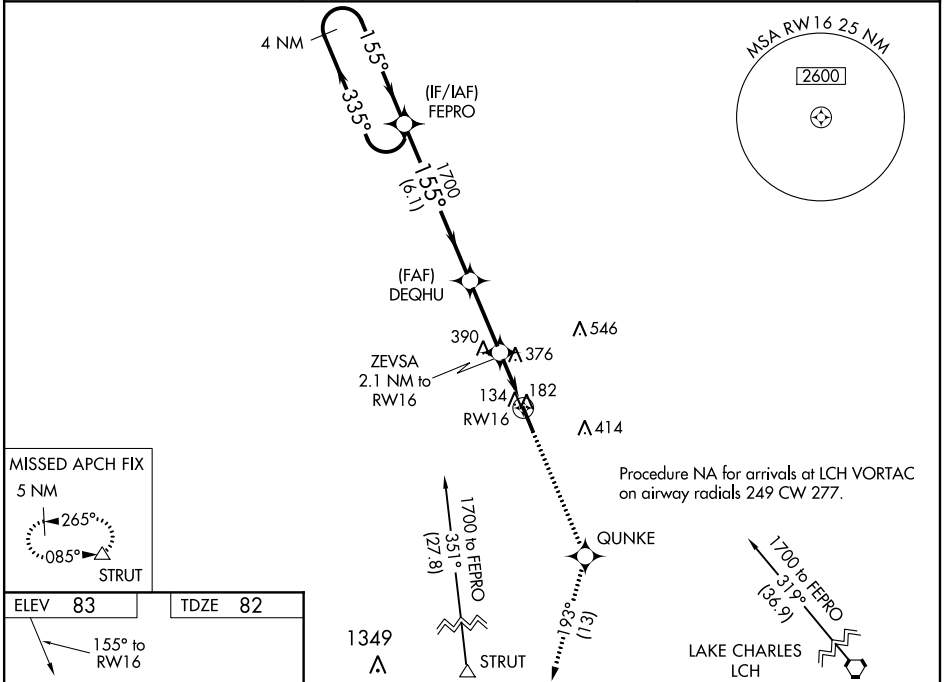 4 NM
155°
335°
(IF/IAF)
FEPRO
MSA RW16 25 NM
2600
1700
155°
(6.1)
(FAF)
DEQHU
546
390
376
ZEVSA
2.1 NM to
RW16
134
182
RW16
414
MISSED APCH FIX
5 NM
265°
085°
STRUT
Procedure NA for arrivals at LCH VORTAC
on airway radials 249 CW 277.
1700 to FEPRO
351°
(27.8)
QUNKE
1700 to FEPRO
319°
(36.9)
193°
(13)
ELEV 83
TDZE 82
155° to
RW16
1349
STRUT
LAKE CHARLES
LCH